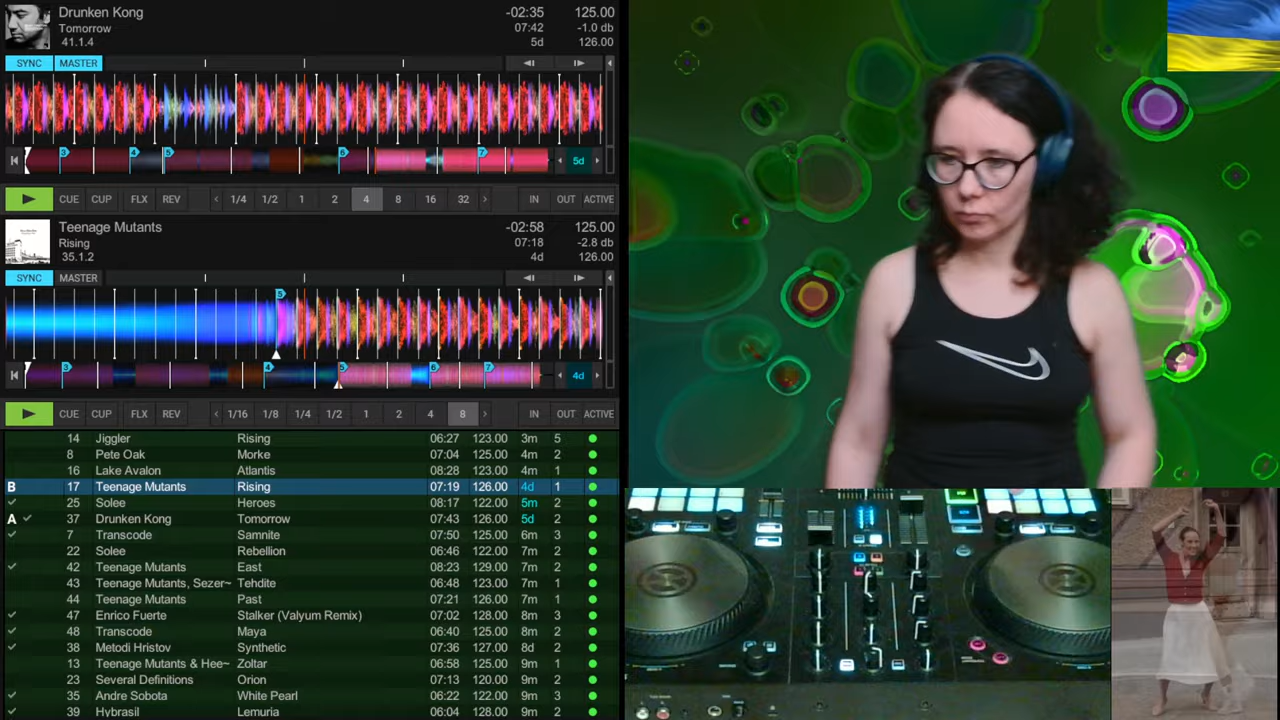 Drunken Kong -02:35 125.00
Tomorrow 07:42 -1.0 db
41.1.4 5d 126.00
SYNC MASTER
3 4 5 6 7 5d
CUE CUP FLX REV 1/4 1/2 1 2 4 8 16 32 IN OUT ACTIVE
Teenage Mutants -02:58 125.00
Rising 07:18 -2.8 db
35.1.2 4d 126.00
SYNC MASTER
5
3 4 5 6 7 4d
CUE CUP FLX REV 1/16 1/8 1/4 1/2 1 2 4 8 IN OUT ACTIVE
14 Jiggler Rising 06:27 123.00 3m 5
8 Pete Oak Morke 07:04 125.00 4m 2
16 Lake Avalon Atlantis 08:28 123.00 4m 1
B 17 Teenage Mutants Rising 07:19 126.00 4d 1
25 Solee Heroes 08:17 122.00 5m 2
A 37 Drunken Kong Tomorrow 07:43 126.00 5d 2
7 Transcode Samnite 07:50 125.00 6m 3
22 Solee Rebellion 06:46 122.00 7m 2
42 Teenage Mutants East 08:23 129.00 7m 2
43 Teenage Mutants, Sezer~ Tehdite 06:48 123.00 7m 1
44 Teenage Mutants Past 07:21 126.00 7m 1
47 Enrico Fuerte Stalker (Valyum Remix) 07:02 128.00 8m 3
48 Transcode Maya 06:40 125.00 8m 2
38 Metodi Hristov Synthetic 07:36 127.00 8d 2
13 Teenage Mutants & Hee~ Zoltar 06:58 125.00 9m 1
23 Several Definitions Orion 07:13 120.00 9m 2
35 Andre Sobota White Pearl 06:22 122.00 9m 3
39 Hybrasil Lemuria 06:04 128.00 9m 2